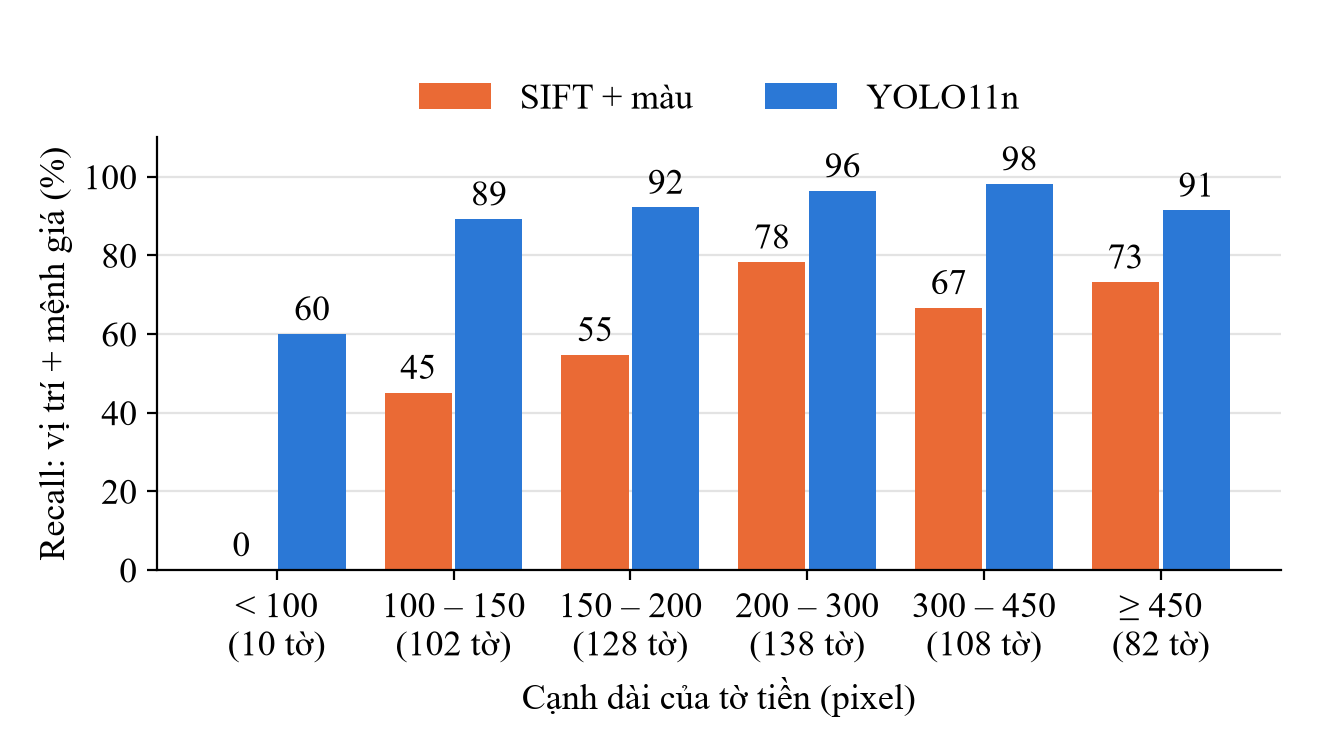 SIFT + màu YOLO11n
Recall: vị trí + mệnh giá (%)
100
80
60
40
20
0
0 60
45 89
55 92
78 96
67 98
73 91
< 100 100 – 150 150 – 200 200 – 300 300 – 450 ≥ 450
(10 tờ) (102 tờ) (128 tờ) (138 tờ) (108 tờ) (82 tờ)
Cạnh dài của tờ tiền (pixel)